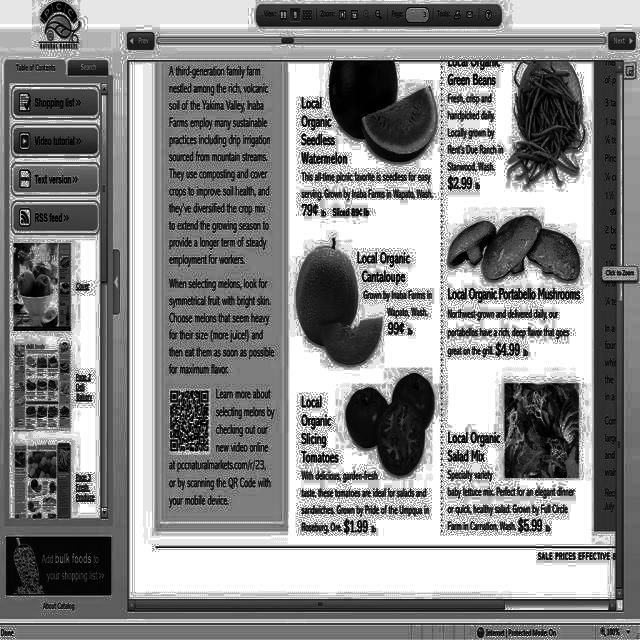 PCC
NATURAL MARKETS
View:
Zoom:
Page: 3
Tools:
Prev
Next
Table of Contents
Search
Shopping list >>
Video tutorial >>
Text version >>
RSS feed >>
Cover
Add bulk foods to
your shopping list >>
About Catalog
A third-generation family farm
nestled among the rich, volcanic
soil of the Yakima Valley, Inaba
Farms employ many sustainable
practices including drip irrigation
sourced from mountain streams.
They use composting and cover
crops to improve soil health, and
they've diversified the crop mix
to extend the growing season to
provide a longer term of steady
employment for workers.
When selecting melons, look for
symmetrical fruit with bright skin.
Choose melons that seem heavy
for their size (more juice!) and
then eat them as soon as possible
for maximum flavor.
Learn more about
selecting melons by
checking out our
new video online
at pccnaturalmarkets.com/r/23,
or by scanning the QR Code with
your mobile device.
Local
Organic
Seedless
Watermelon
This all-time picnic favorite is seedless for easy
serving. Grown by Inaba Farms in Wapato, Wash.
79¢ lb Sliced 89¢ lb
Local Organic
Cantaloupe
Grown by Inaba Farms in
Wapato, Wash.
99¢ lb
Local
Organic
Slicing
Tomatoes
With delicious, garden-fresh
taste, these tomatoes are ideal for salads and
sandwiches. Grown by Pride of the Umpqua in
Roseburg, Ore. $1.99 lb
Local Organic
Green Beans
Fresh, crisp and
handpicked daily.
Locally grown by
Rent's Due Ranch in
Stanwood, Wash.
$2.99 lb
Local Organic Portabello Mushrooms
Northwest-grown and delivered daily, our
portabellos have a rich, deep flavor that goes
great on the grill. $4.99 lb
Local Organic
Salad Mix
Specialty variety
baby lettuce mix. Perfect for an elegant dinner
or quick, healthy salad. Grown by Full Circle
Farm in Carnation, Wash. $5.99 lb
SALE PRICES EFFECTIVE
Click to Zoom
Done
Internet | Protected Mode: On
100%